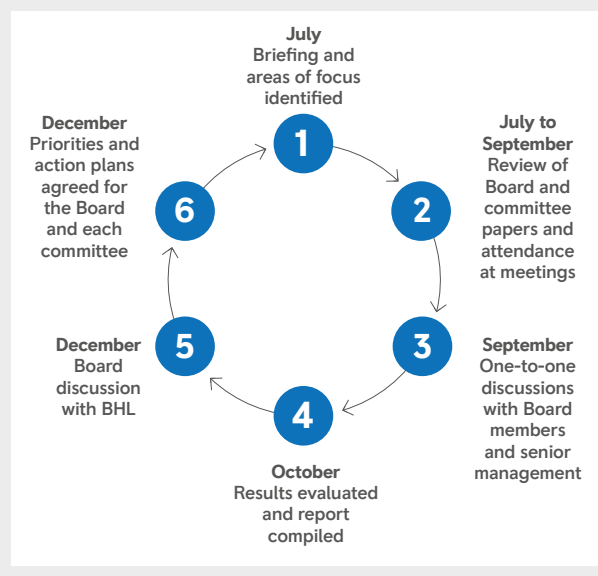 July
Briefing and
areas of focus
identified
1
July to
September
Review of
Board and
committee
papers and
attendance
at meetings
2
September
One-to-one
discussions
with Board
members
and senior
management
3
October
Results evaluated
and report
compiled
4
December
Board
discussion
with BHL
5
December
Priorities and
action plans
agreed for
the Board
and each
committee
6